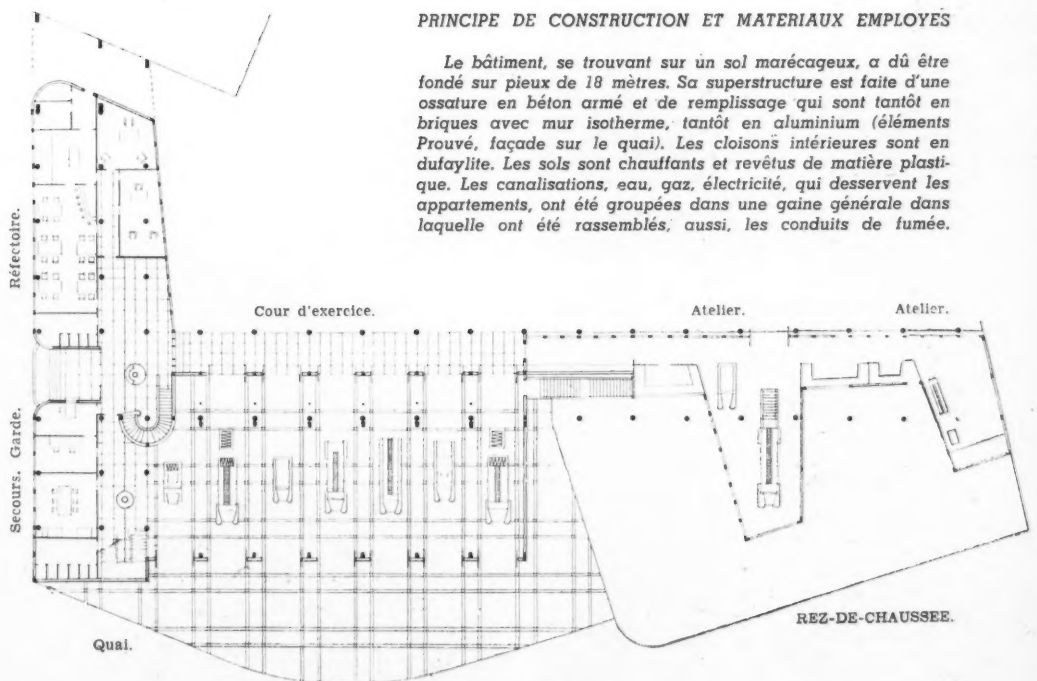 PRINCIPE DE CONSTRUCTION ET MATERIAUX EMPLOYES
Le bâtiment, se trouvant sur un sol marécageux, a dû être
fondé sur pieux de 18 mètres. Sa superstructure est faite d'une
ossature en béton armé et de remplissage qui sont tantôt en
briques avec mur isotherme, tantôt en aluminium (éléments
Prouvé, façade sur le quai). Les cloisons intérieures sont en
dufaylite. Les sols sont chauffants et revêtus de matière plasti-
que. Les canalisations, eau, gaz, électricité, qui desservent les
appartements, ont été groupées dans une gaine générale dans
laquelle ont été rassemblés, aussi, les conduits de fumée.
Réfectoire.
Cour d'exercice.
Atelier.
Atelier.
Secours. Garde.
Quai.
REZ-DE-CHAUSSEE.